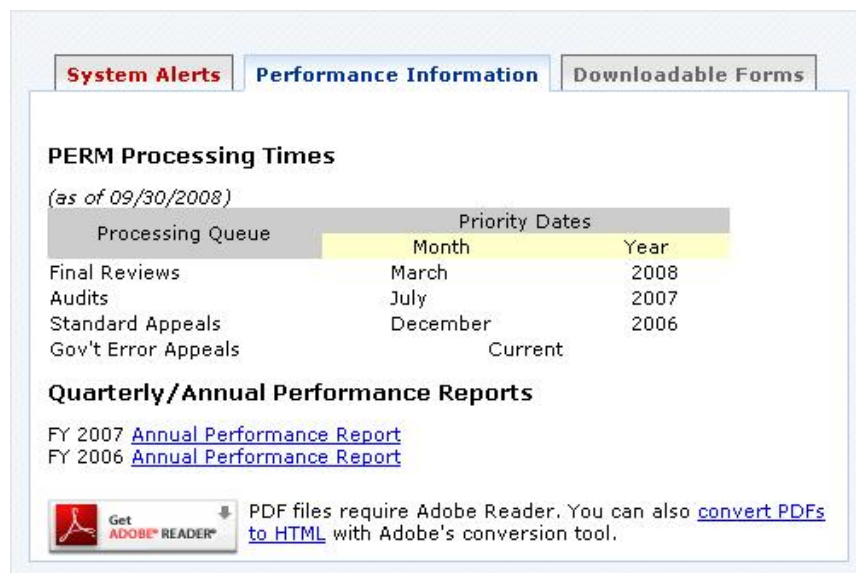 System Alerts Performance Information Downloadable Forms
PERM Processing Times
(as of 09/30/2008)
Processing Queue
Priority Dates
Month Year
Final Reviews March 2008
Audits July 2007
Standard Appeals December 2006
Gov't Error Appeals Current
Quarterly/Annual Performance Reports
FY 2007 Annual Performance Report
FY 2006 Annual Performance Report
Get
ADOBE® READER®
PDF files require Adobe Reader. You can also convert PDFs
to HTML with Adobe's conversion tool.